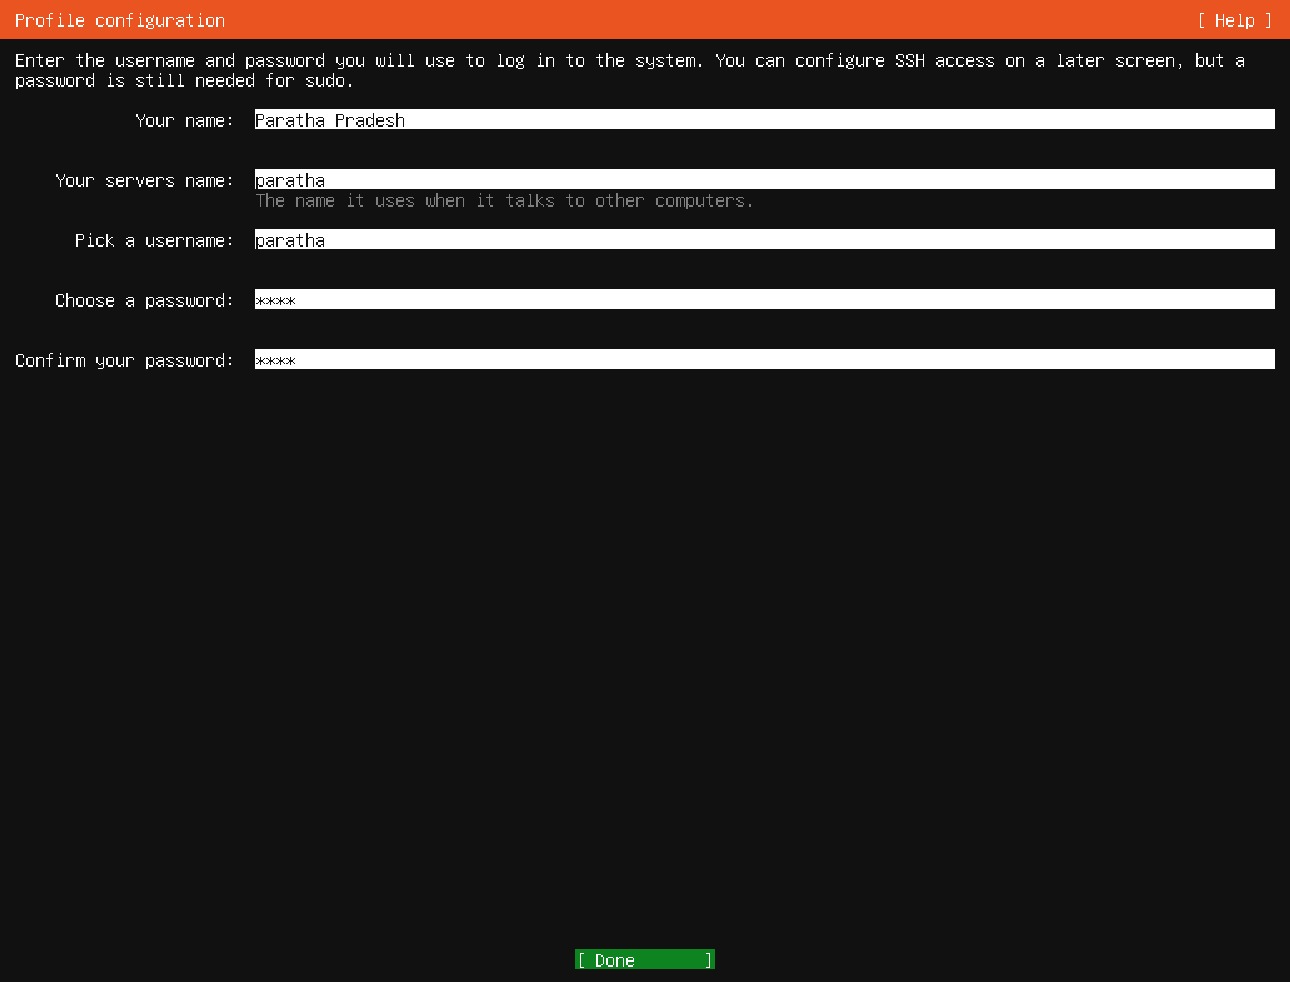 Profile configuration [ Help ]
Enter the username and password you will use to log in to the system. You can configure SSH access on a later screen, but a
password is still needed for sudo.
Your name: Paratha Pradesh
Your servers name: paratha
The name it uses when it talks to other computers.
Pick a username: paratha
Choose a password: ****
Confirm your password: ****
[ Done ]